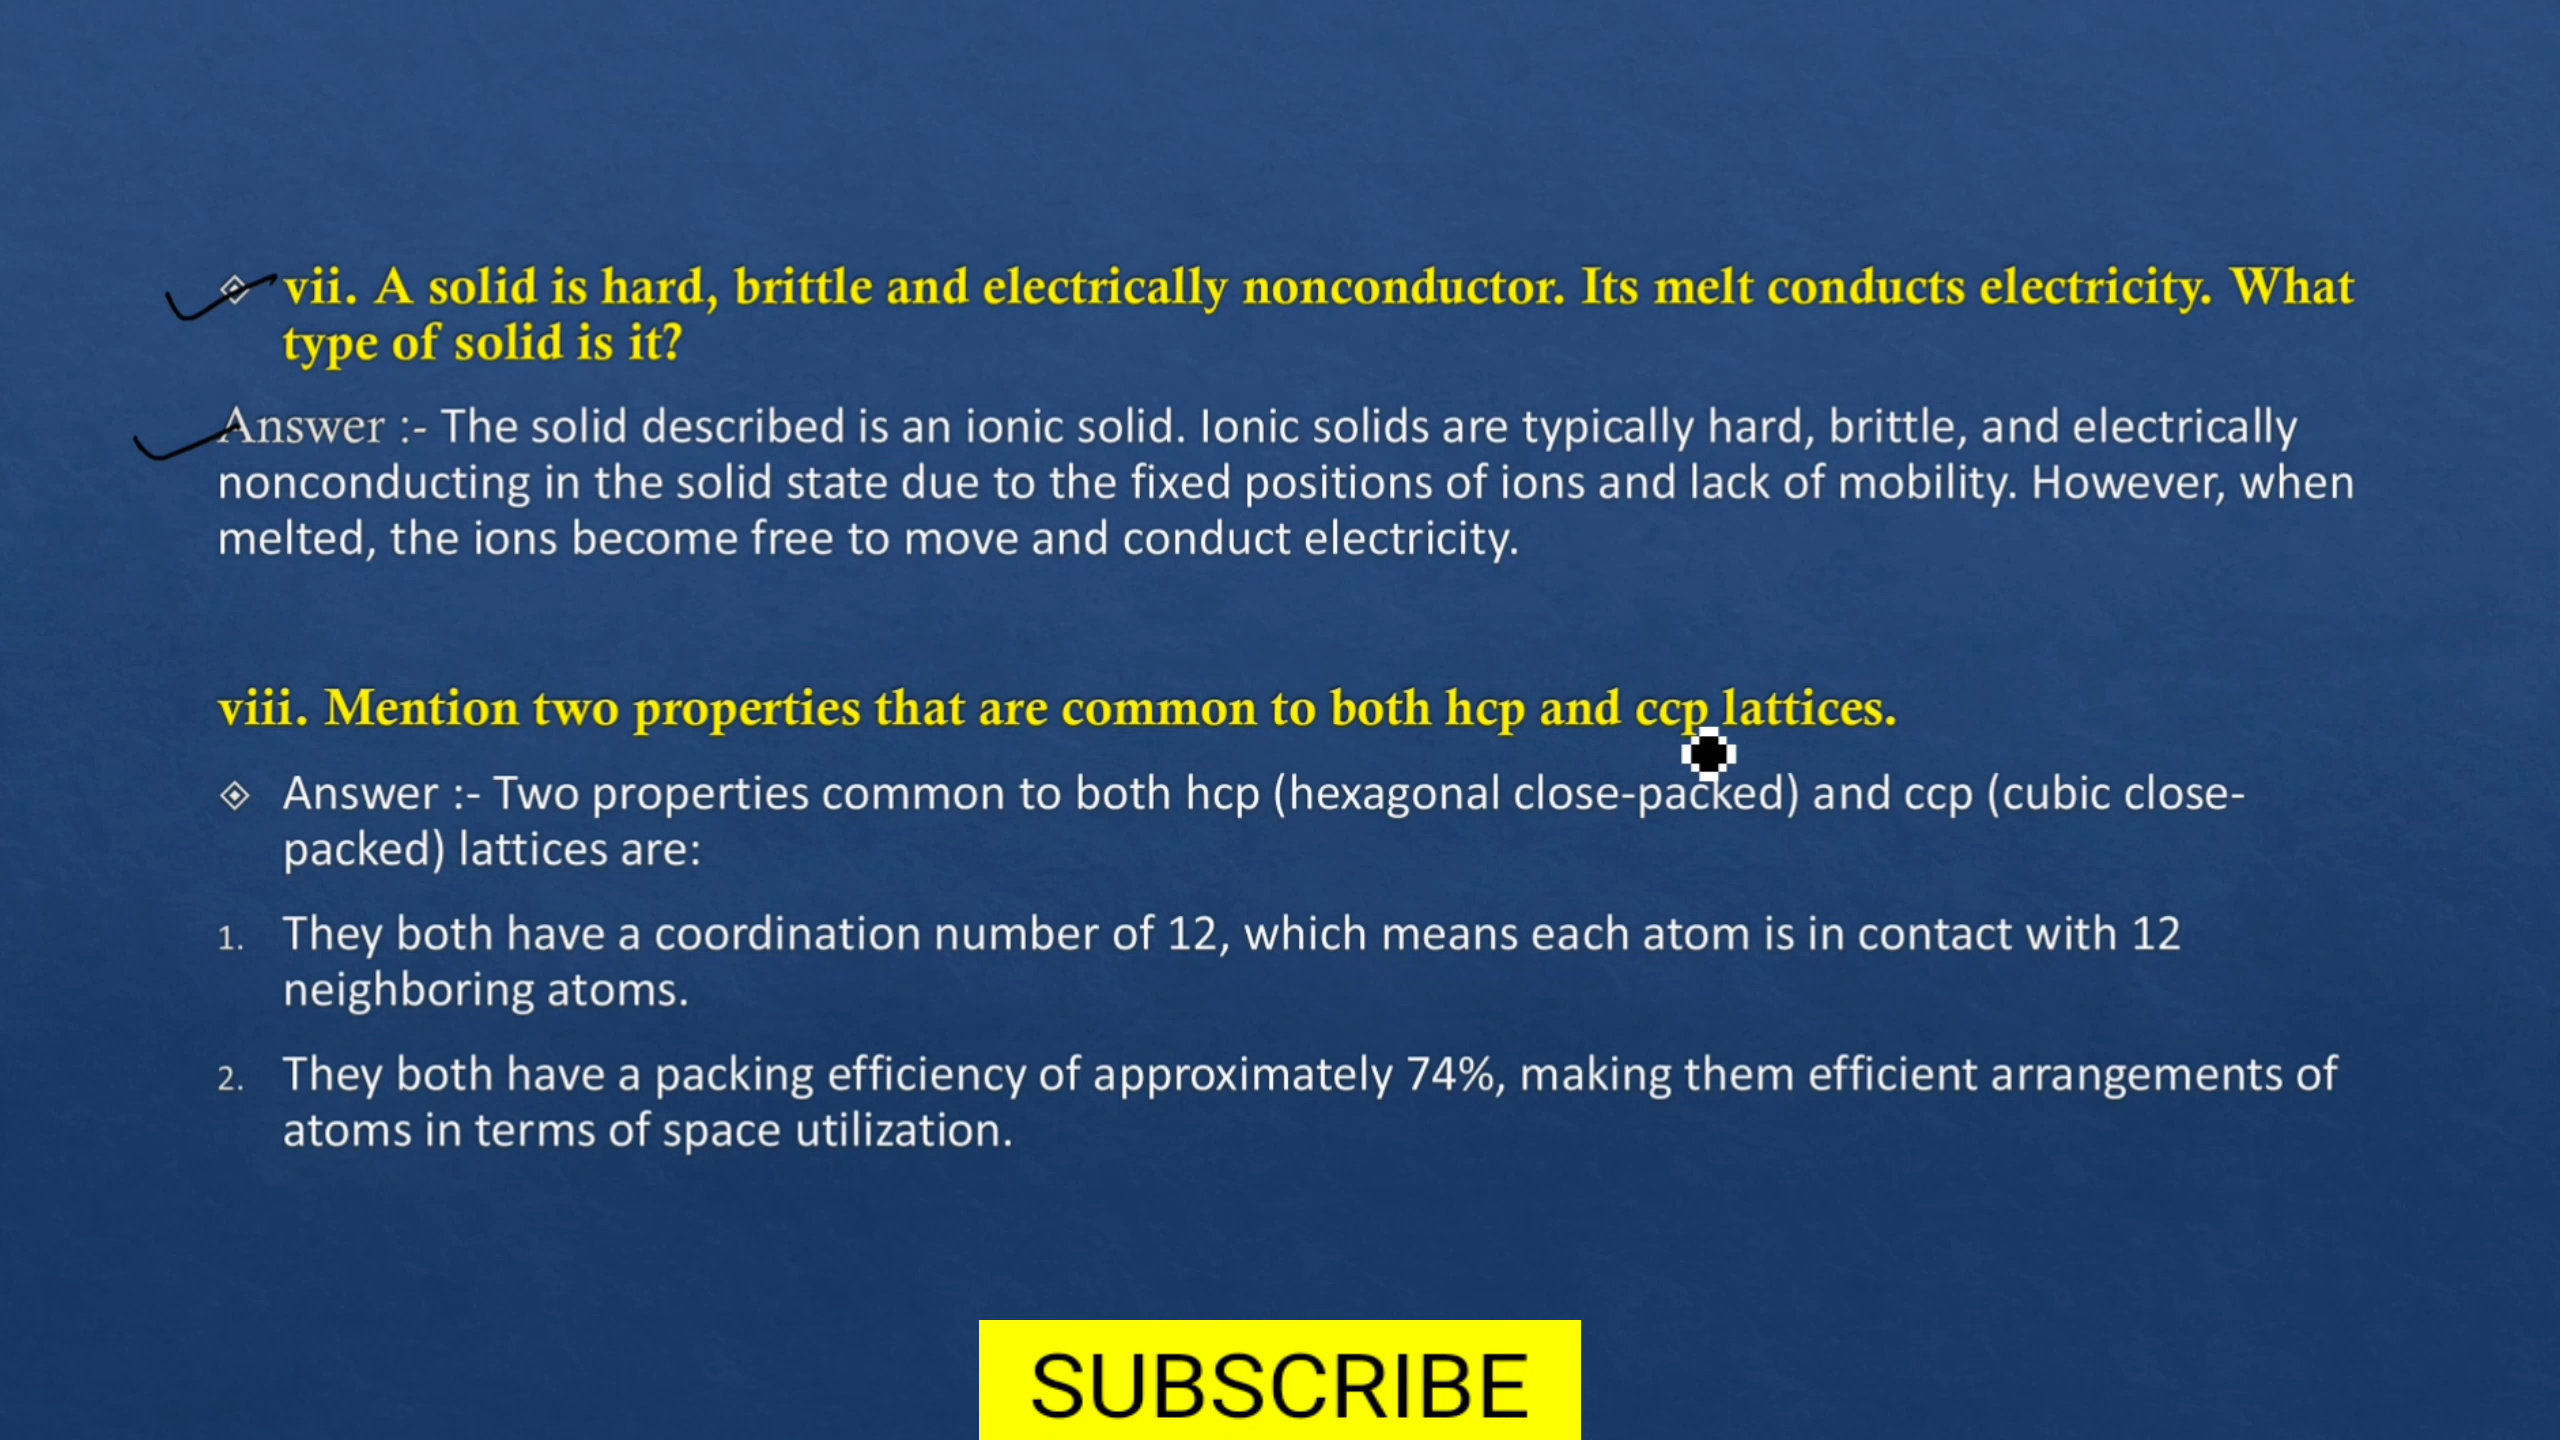 vii. A solid is hard, brittle and electrically nonconductor. Its melt conducts electricity. What
type of solid is it?
Answer :- The solid described is an ionic solid. Ionic solids are typically hard, brittle, and electrically
nonconducting in the solid state due to the fixed positions of ions and lack of mobility. However, when
melted, the ions become free to move and conduct electricity.
viii. Mention two properties that are common to both hcp and ccp lattices.
Answer :- Two properties common to both hcp (hexagonal close-packed) and ccp (cubic close-
packed) lattices are:
1. They both have a coordination number of 12, which means each atom is in contact with 12
neighboring atoms.
2. They both have a packing efficiency of approximately 74%, making them efficient arrangements of
atoms in terms of space utilization.
SUBSCRIBE